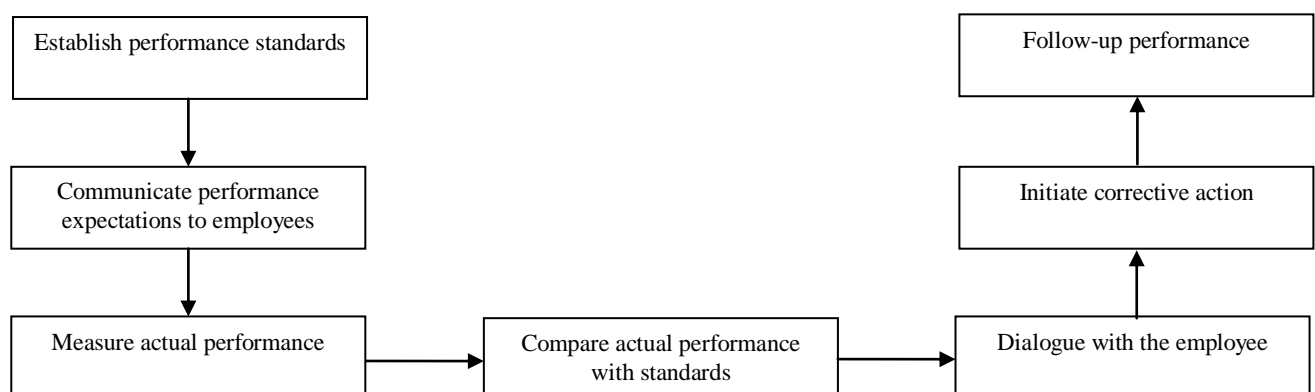 Establish performance standards
Communicate performance
expectations to employees
Measure actual performance
Compare actual performance
with standards
Dialogue with the employee
Initiate corrective action
Follow-up performance